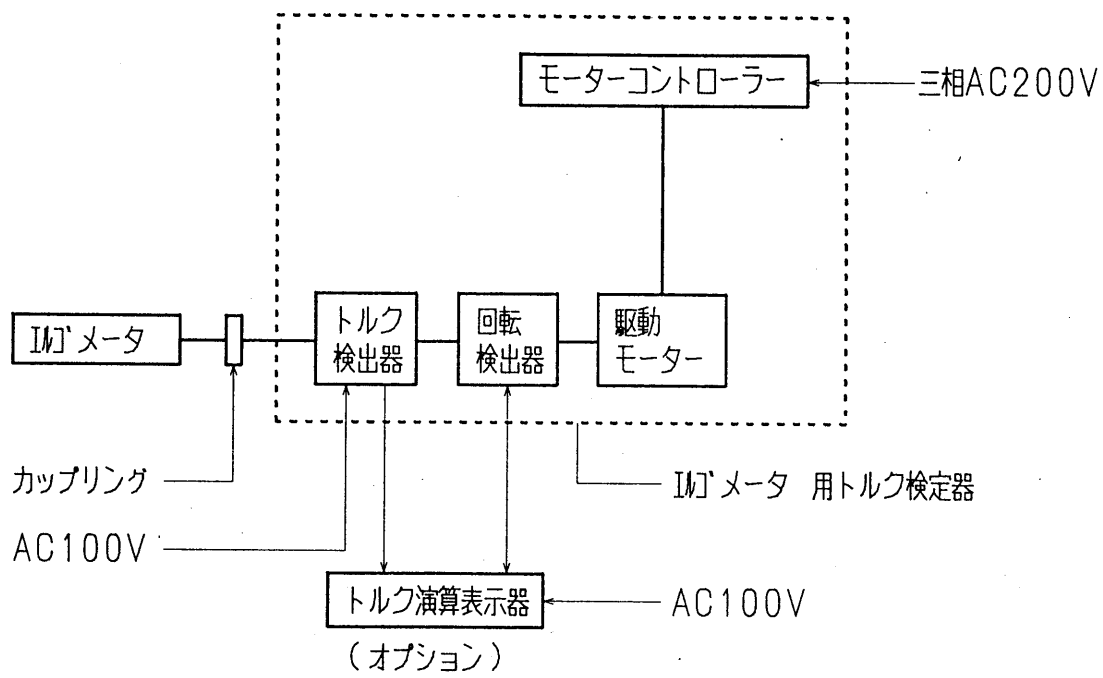 モーターコントローラー
三相AC200V
エルゴメータ
トルク
検出器
回転
検出器
駆動
モーター
カップリング
エルゴメータ 用トルク検定器
AC100V
トルク演算表示器
AC100V
(オプション)